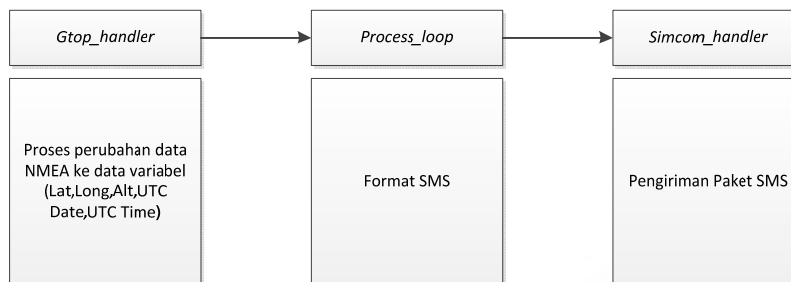 Gtop_handler
Process_loop
Simcom_handler
Proses perubahan data
NMEA ke data variabel
(Lat,Long,Alt,UTC
Date,UTC Time)
Format SMS
Pengiriman Paket SMS